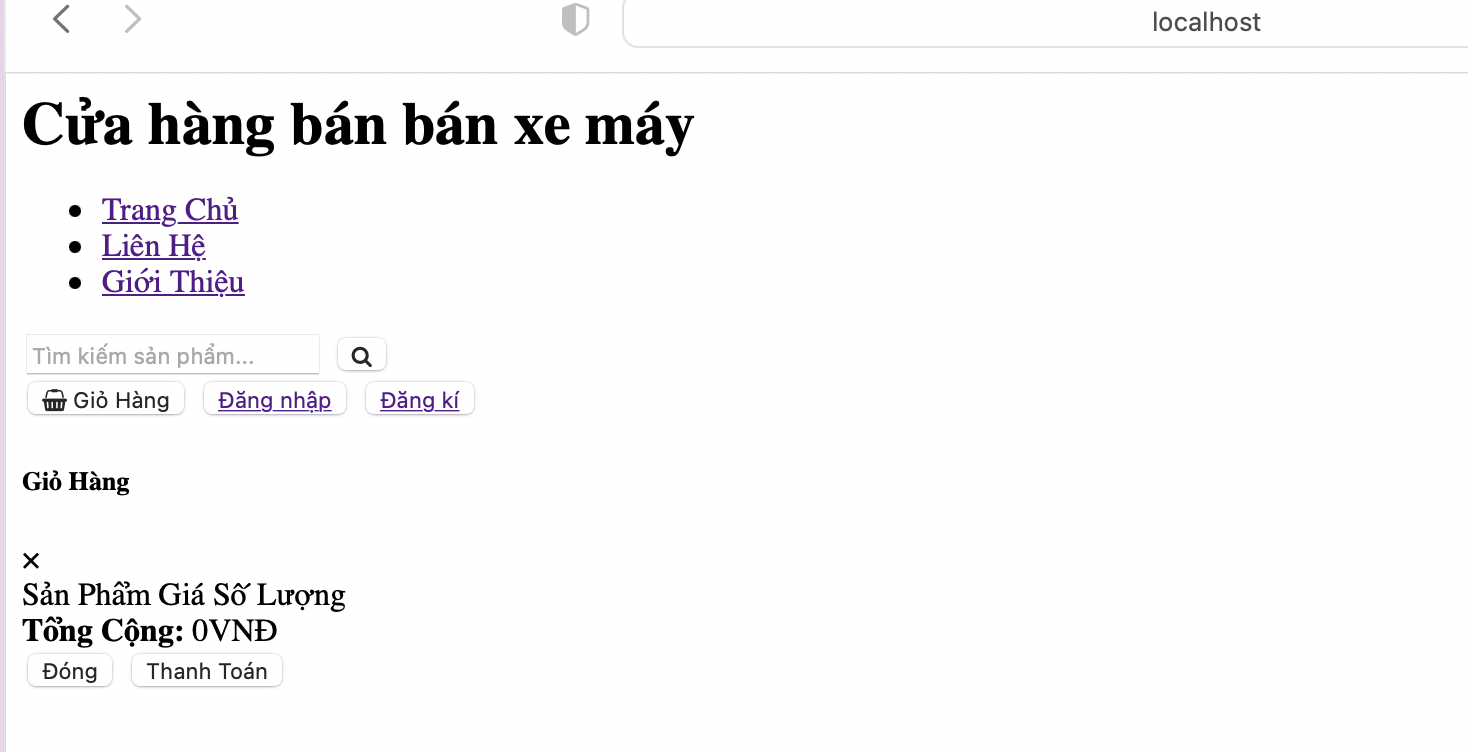 localhost
Cửa hàng bán bán xe máy
Trang Chủ
Liên Hệ
Giới Thiệu
Tìm kiếm sản phẩm...
Giỏ Hàng Đăng nhập Đăng kí
Giỏ Hàng
×
Sản Phẩm Giá Số Lượng
Tổng Cộng: 0VNĐ
Đóng Thanh Toán